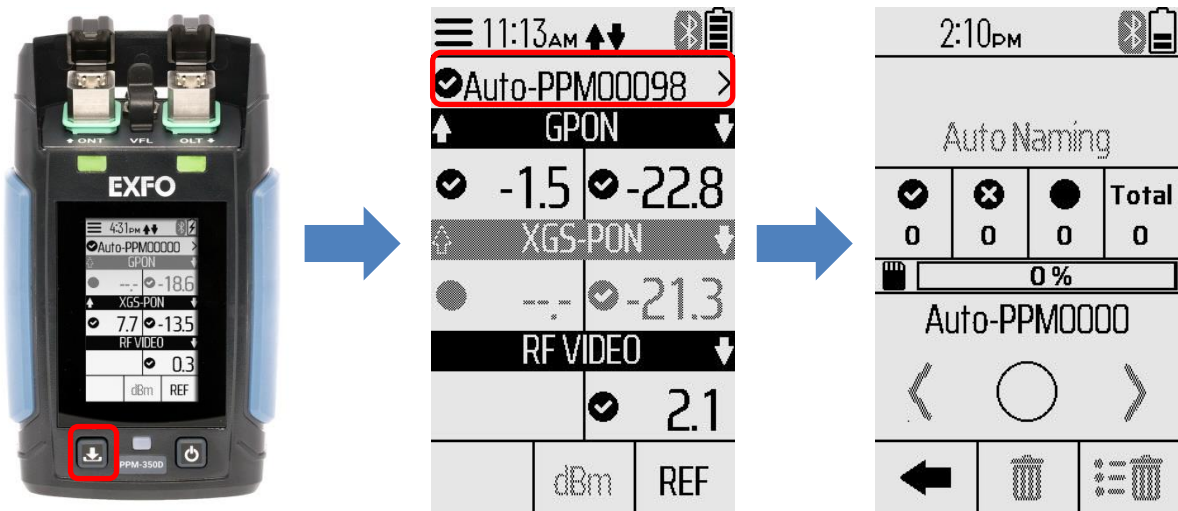 ONT VFL OLT
EXFO
4:31PM
Auto-PPM00000
GPON
--.- -18.6
XGS-PON
7.7 -13.5
RF VIDEO
0.3
dBm REF
PPM-350D
11:13AM
Auto-PPM00098
GPON
-1.5 -22.8
XGS-PON
--.- -21.3
RF VIDEO
2.1
dBm REF
2:10PM
Auto Naming
Total
0 0 0 0
0 %
Auto-PPM0000